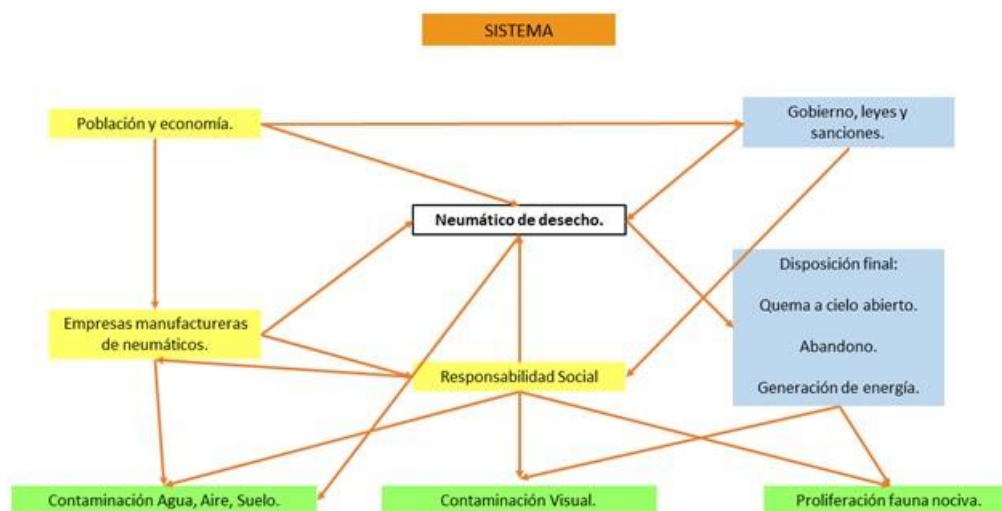 SISTEMA
Población y economía.
Gobierno, leyes y
sanciones.
Neumático de desecho.
Disposición final:
Quema a cielo abierto.
Abandono.
Generación de energía.
Empresas manufactureras
de neumáticos.
Responsabilidad Social
Contaminación Agua, Aire, Suelo.
Contaminación Visual.
Proliferación fauna nociva.